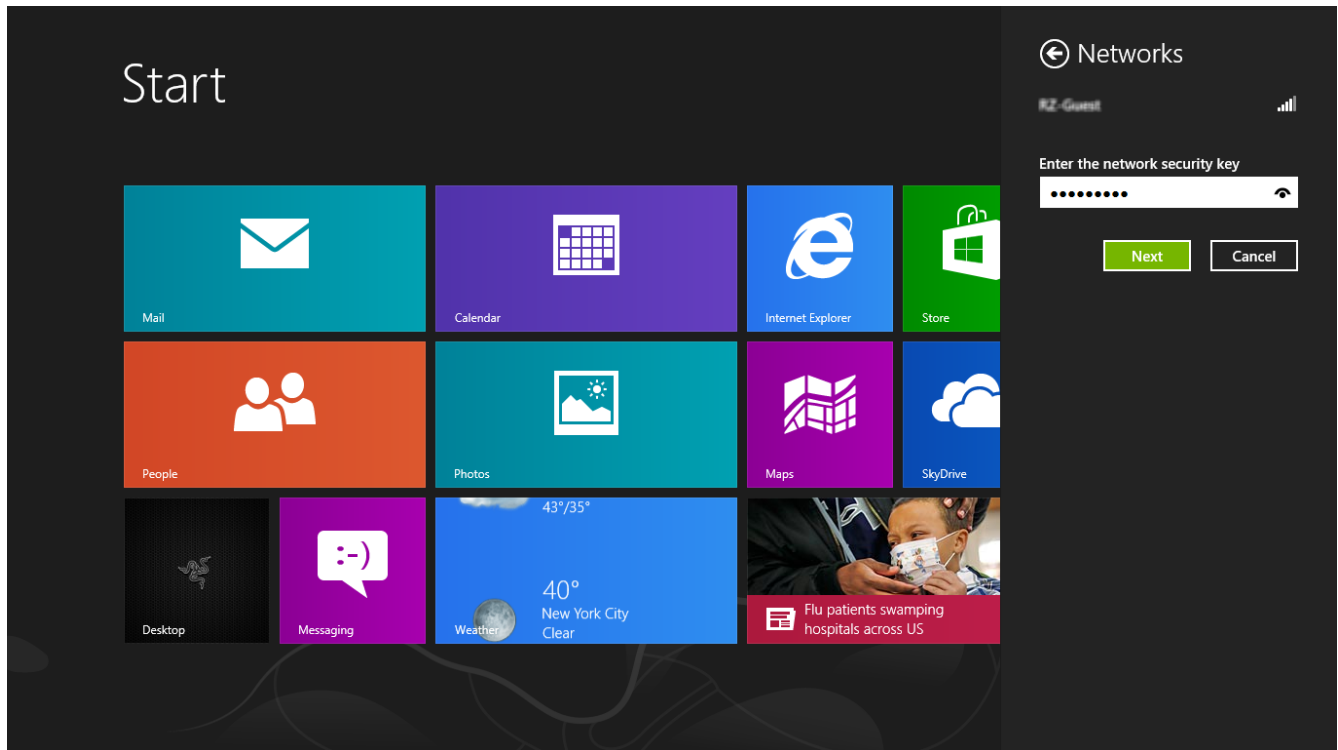 Start
Networks
RZ-Guest
Enter the network security key
•••••••••
Next
Cancel
Mail
Calendar
Internet Explorer
Store
People
Photos
Maps
SkyDrive
Desktop
:-)
Messaging
43°/35°
40°
New York City
Clear
Weather
Flu patients swamping
hospitals across US